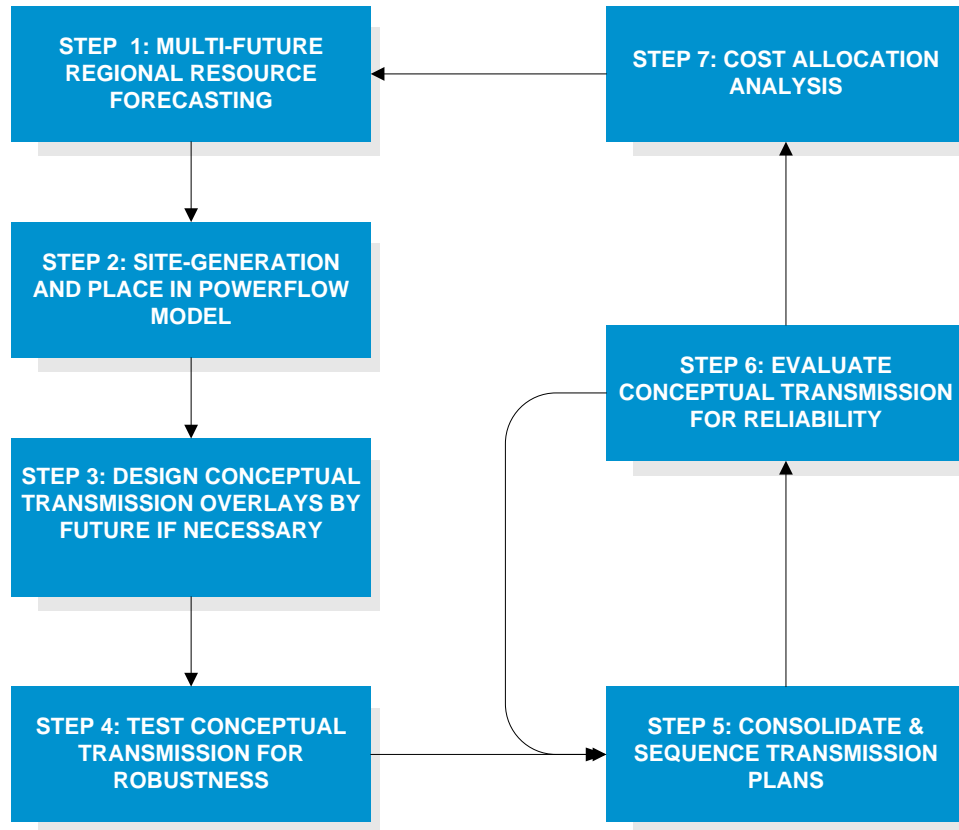 STEP 1: MULTI-FUTURE
REGIONAL RESOURCE
FORECASTING
STEP 2: SITE-GENERATION
AND PLACE IN POWERFLOW
MODEL
STEP 3: DESIGN CONCEPTUAL
TRANSMISSION OVERLAYS BY
FUTURE IF NECESSARY
STEP 4: TEST CONCEPTUAL
TRANSMISSION FOR
ROBUSTNESS
STEP 5: CONSOLIDATE &
SEQUENCE TRANSMISSION
PLANS
STEP 6: EVALUATE
CONCEPTUAL TRANSMISSION
FOR RELIABILITY
STEP 7: COST ALLOCATION
ANALYSIS